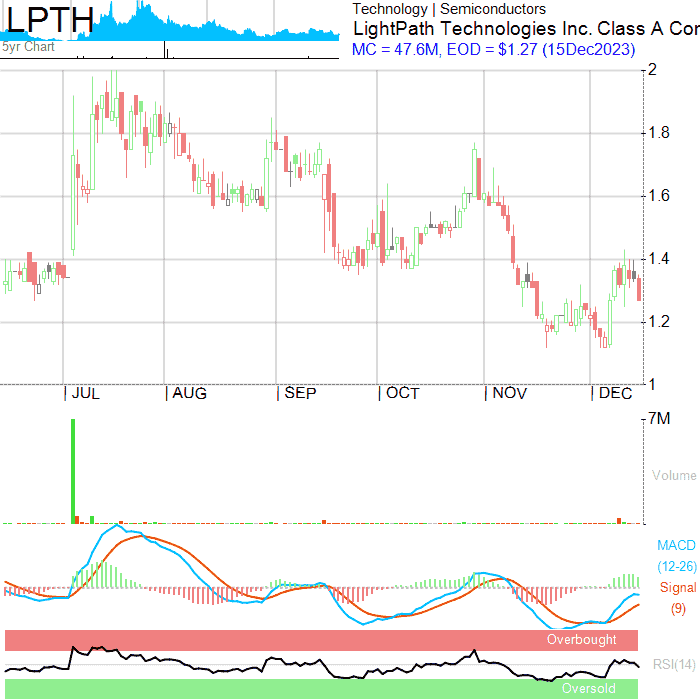 LPTH
5yr Chart
Technology | Semiconductors
LightPath Technologies Inc. Class A Cor
MC = 47.6M, EOD = $1.27 (15Dec2023)
2
1.8
1.6
1.4
1.2
1
JUL AUG SEP OCT NOV DEC
7M
Volume
MACD
(12-26)
Signal
(9)
Overbought
RSI(14)
Oversold